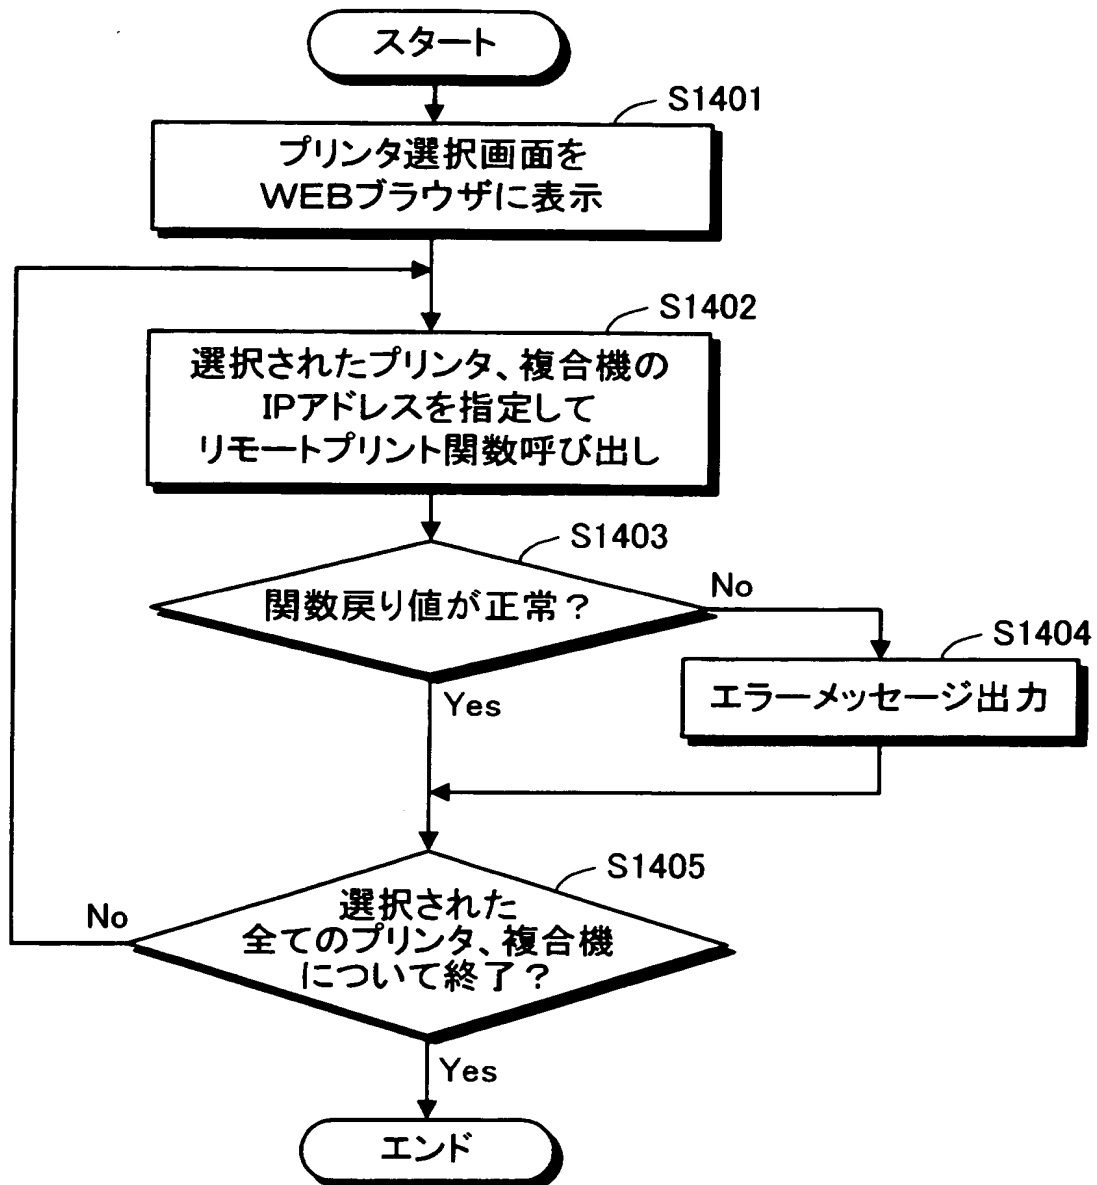 スタート
S1401
プリンタ選択画面を
WEBブラウザに表示
S1402
選択されたプリンタ、複合機の
IPアドレスを指定して
リモートプリント関数呼び出し
S1403
関数戻り値が正常?
No
S1404
エラーメッセージ出力
Yes
S1405
選択された
全てのプリンタ、複合機
について終了?
No
Yes
エンド